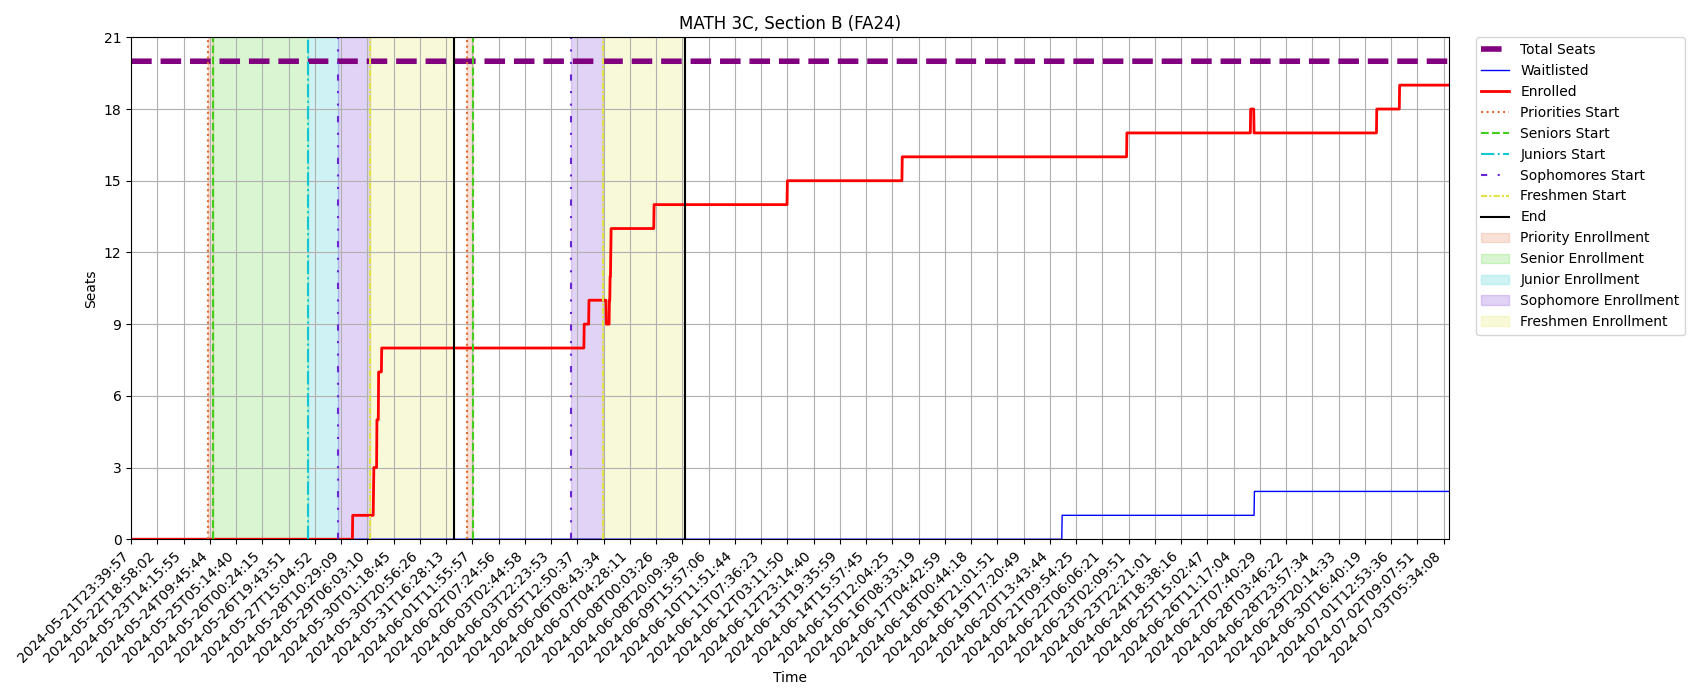 MATH 3C, Section B (FA24)
21
18
15
12
9
6
3
0
Seats
2024-05-21T23:39:57
2024-05-22T18:58:02
2024-05-23T14:15:55
2024-05-24T09:45:44
2024-05-25T05:14:40
2024-05-26T00:24:15
2024-05-26T19:43:51
2024-05-27T15:04:52
2024-05-28T10:29:09
2024-05-29T06:03:10
2024-05-30T01:18:45
2024-05-30T20:56:26
2024-05-31T16:28:13
2024-06-01T11:55:57
2024-06-02T07:24:56
2024-06-03T02:44:58
2024-06-03T22:23:53
2024-06-05T12:50:37
2024-06-06T08:43:34
2024-06-07T04:28:11
2024-06-08T00:03:26
2024-06-08T20:09:38
2024-06-09T15:57:06
2024-06-10T11:51:44
2024-06-11T07:36:23
2024-06-12T03:11:50
2024-06-12T23:14:40
2024-06-13T19:35:59
2024-06-14T15:57:45
2024-06-15T12:04:25
2024-06-16T08:33:19
2024-06-17T04:42:59
2024-06-18T00:44:18
2024-06-18T21:01:51
2024-06-19T17:20:49
2024-06-20T13:43:44
2024-06-21T09:54:25
2024-06-22T06:06:21
2024-06-23T02:09:51
2024-06-23T22:21:01
2024-06-24T18:38:16
2024-06-25T15:02:47
2024-06-26T11:17:04
2024-06-27T07:40:29
2024-06-28T03:46:22
2024-06-28T23:57:34
2024-06-29T20:14:33
2024-06-30T16:40:19
2024-07-01T12:53:36
2024-07-02T09:07:51
2024-07-03T05:34:08
Time
Total Seats
Waitlisted
Enrolled
Priorities Start
Seniors Start
Juniors Start
Sophomores Start
Freshmen Start
End
Priority Enrollment
Senior Enrollment
Junior Enrollment
Sophomore Enrollment
Freshmen Enrollment